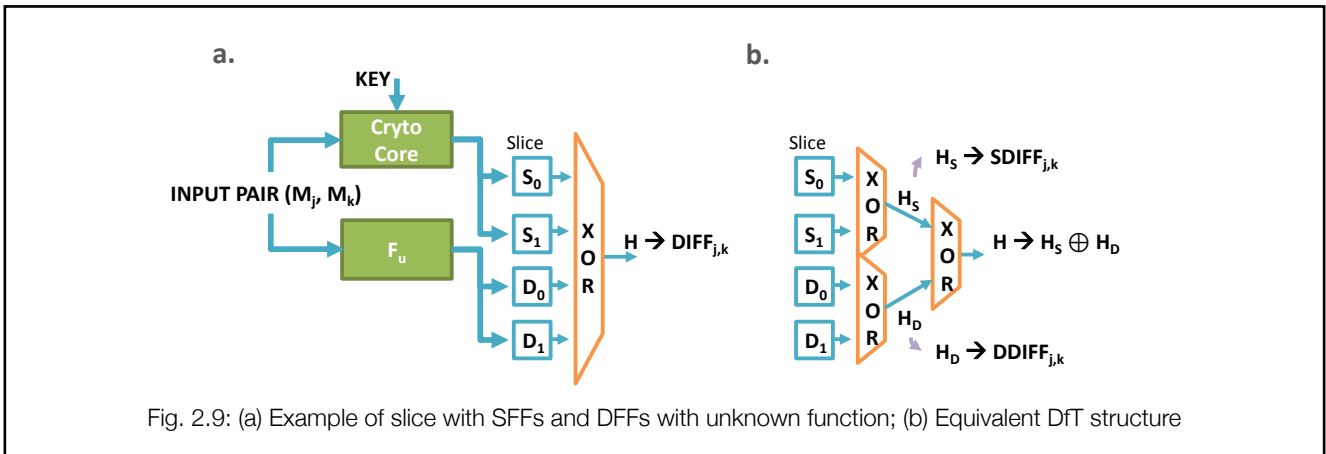 a.
KEY
Cryto
Core
INPUT PAIR (Mj, Mk)
Fu
Slice
S0
S1
D0
D1
X
O
R
H → DIFFj,k
b.
Slice
S0
S1
D0
D1
X
O
R
X
O
R
HS
HD
HS → SDIFFj,k
X
O
R
H → HS ⊕ HD
HD → DDIFFj,k
Fig. 2.9: (a) Example of slice with SFFs and DFFs with unknown function; (b) Equivalent DfT structure